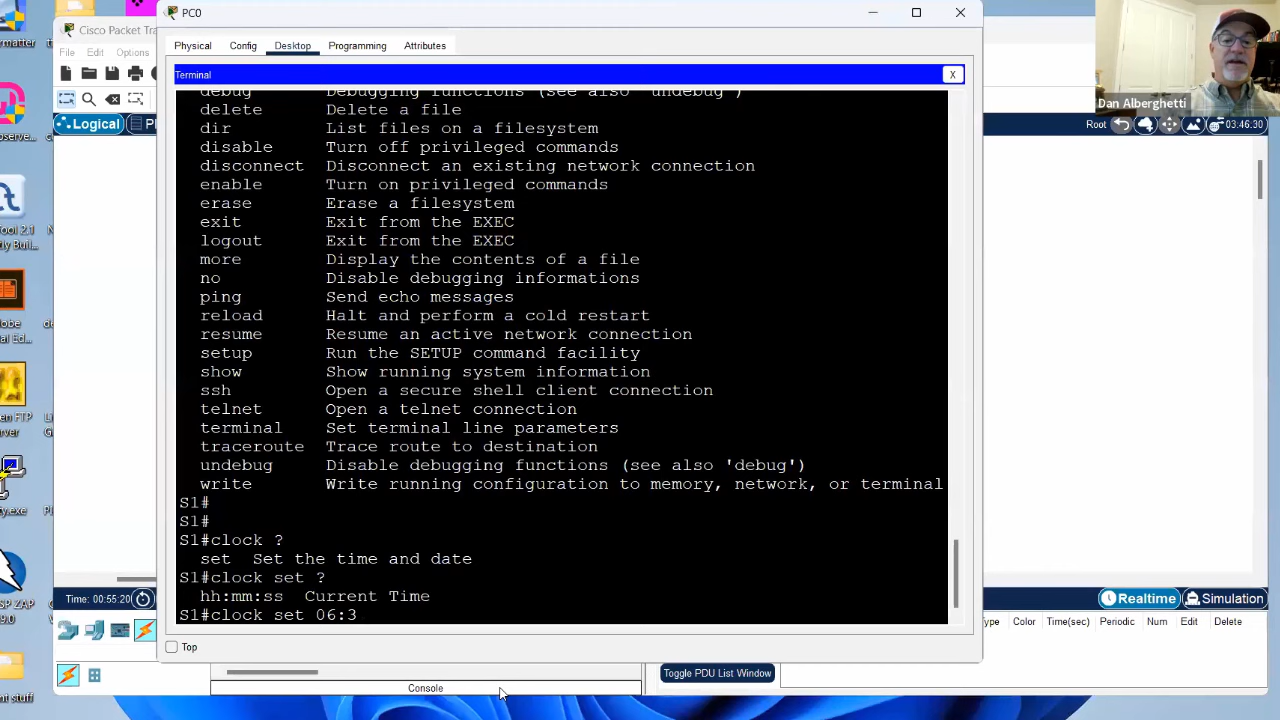 PC0
Cisco Packet Tra
File Edit Options
Physical Config Desktop Programming Attributes
Terminal
X
Dan Alberghetti
Logical
Root
03:46:30
debug Debugging functions (see also 'undebug')
delete Delete a file
dir List files on a filesystem
disable Turn off privileged commands
disconnect Disconnect an existing network connection
enable Turn on privileged commands
erase Erase a filesystem
exit Exit from the EXEC
logout Exit from the EXEC
more Display the contents of a file
no Disable debugging informations
ping Send echo messages
reload Halt and perform a cold restart
resume Resume an active network connection
setup Run the SETUP command facility
show Show running system information
ssh Open a secure shell client connection
telnet Open a telnet connection
terminal Set terminal line parameters
traceroute Trace route to destination
undebug Disable debugging functions (see also 'debug')
write Write running configuration to memory, network, or terminal
S1#
S1#
S1#clock ?
set Set the time and date
S1#clock set ?
hh:mm:ss Current Time
S1#clock set 06:3
Top
Time: 00:55:20
Realtime
Simulation
Color Time(sec) Periodic Num Edit Delete
Toggle PDU List Window
Console